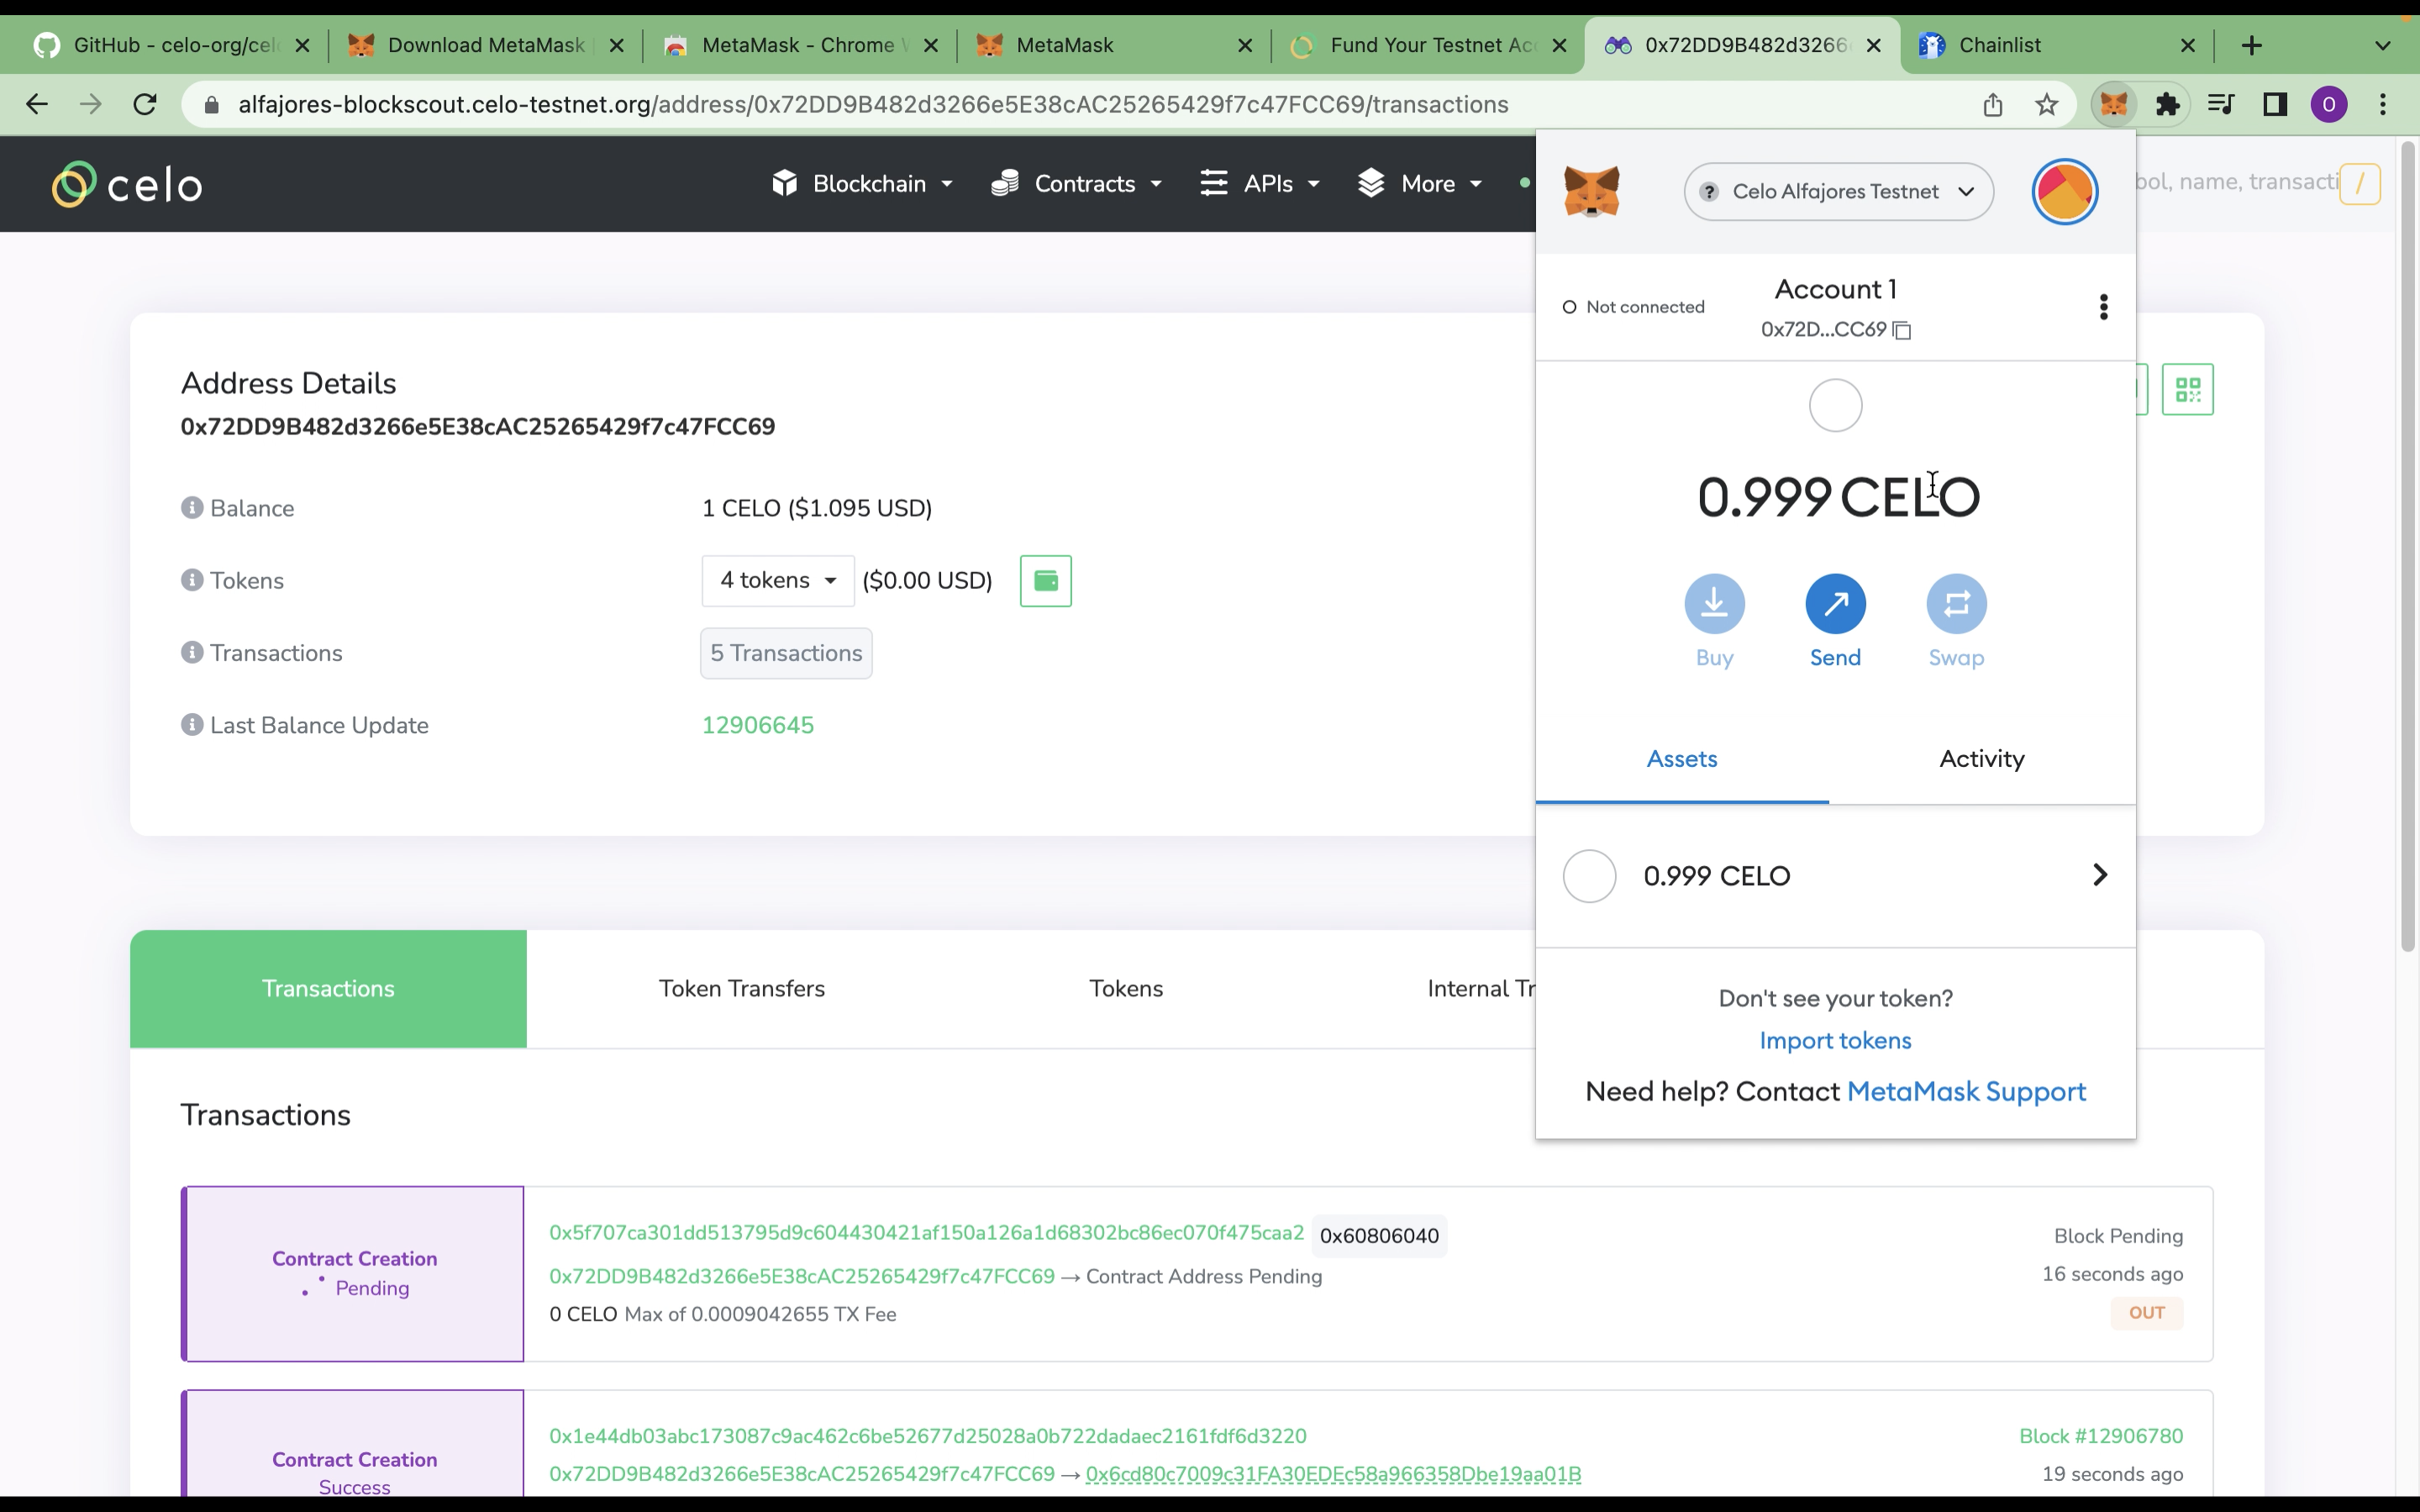 GitHub - celo-org/cel
Download MetaMask
MetaMask - Chrome
MetaMask
Fund Your Testnet Acc
0x72DD9B482d3266
Chainlist
alfajores-blockscout.celo-testnet.org/address/0x72DD9B482d3266e5E38cAC25265429f7c47FCC69/transactions
O
celo
Blockchain
Contracts
APIs
More
bol, name, transacti
/
? Celo Alfajores Testnet
Not connected
Account 1
0x72D...CC69
Address Details
0x72DD9B482d3266e5E38cAC25265429f7c47FCC69
Balance
1 CELO ($1.095 USD)
Tokens
4 tokens
($0.00 USD)
Transactions
5 Transactions
Last Balance Update
12906645
0.999 CELO
Buy
Send
Swap
Assets
Activity
0.999 CELO
Don't see your token?
Import tokens
Need help? Contact MetaMask Support
Transactions
Token Transfers
Tokens
Internal Tr
Transactions
Contract Creation
Pending
0x5f707ca301dd513795d9c604430421af150a126a1d68302bc86ec070f475caa2 0x60806040
0x72DD9B482d3266e5E38cAC25265429f7c47FCC69 → Contract Address Pending
0 CELO Max of 0.0009042655 TX Fee
Block Pending
16 seconds ago
OUT
Contract Creation
Success
0x1e44db03abc173087c9ac462c6be52677d25028a0b722dadaec2161fdf6d3220
0x72DD9B482d3266e5E38cAC25265429f7c47FCC69 → 0x6cd80c7009c31FA30EDEc58a966358Dbe19aa01B
Block #12906780
19 seconds ago